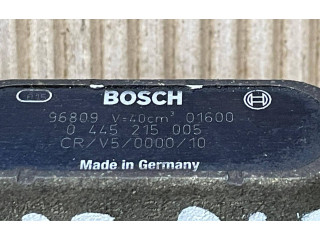 BOSCH
96809 V=40cm³ 01600
0 445 215 005
CR/V5/0000/10
Made in Germany